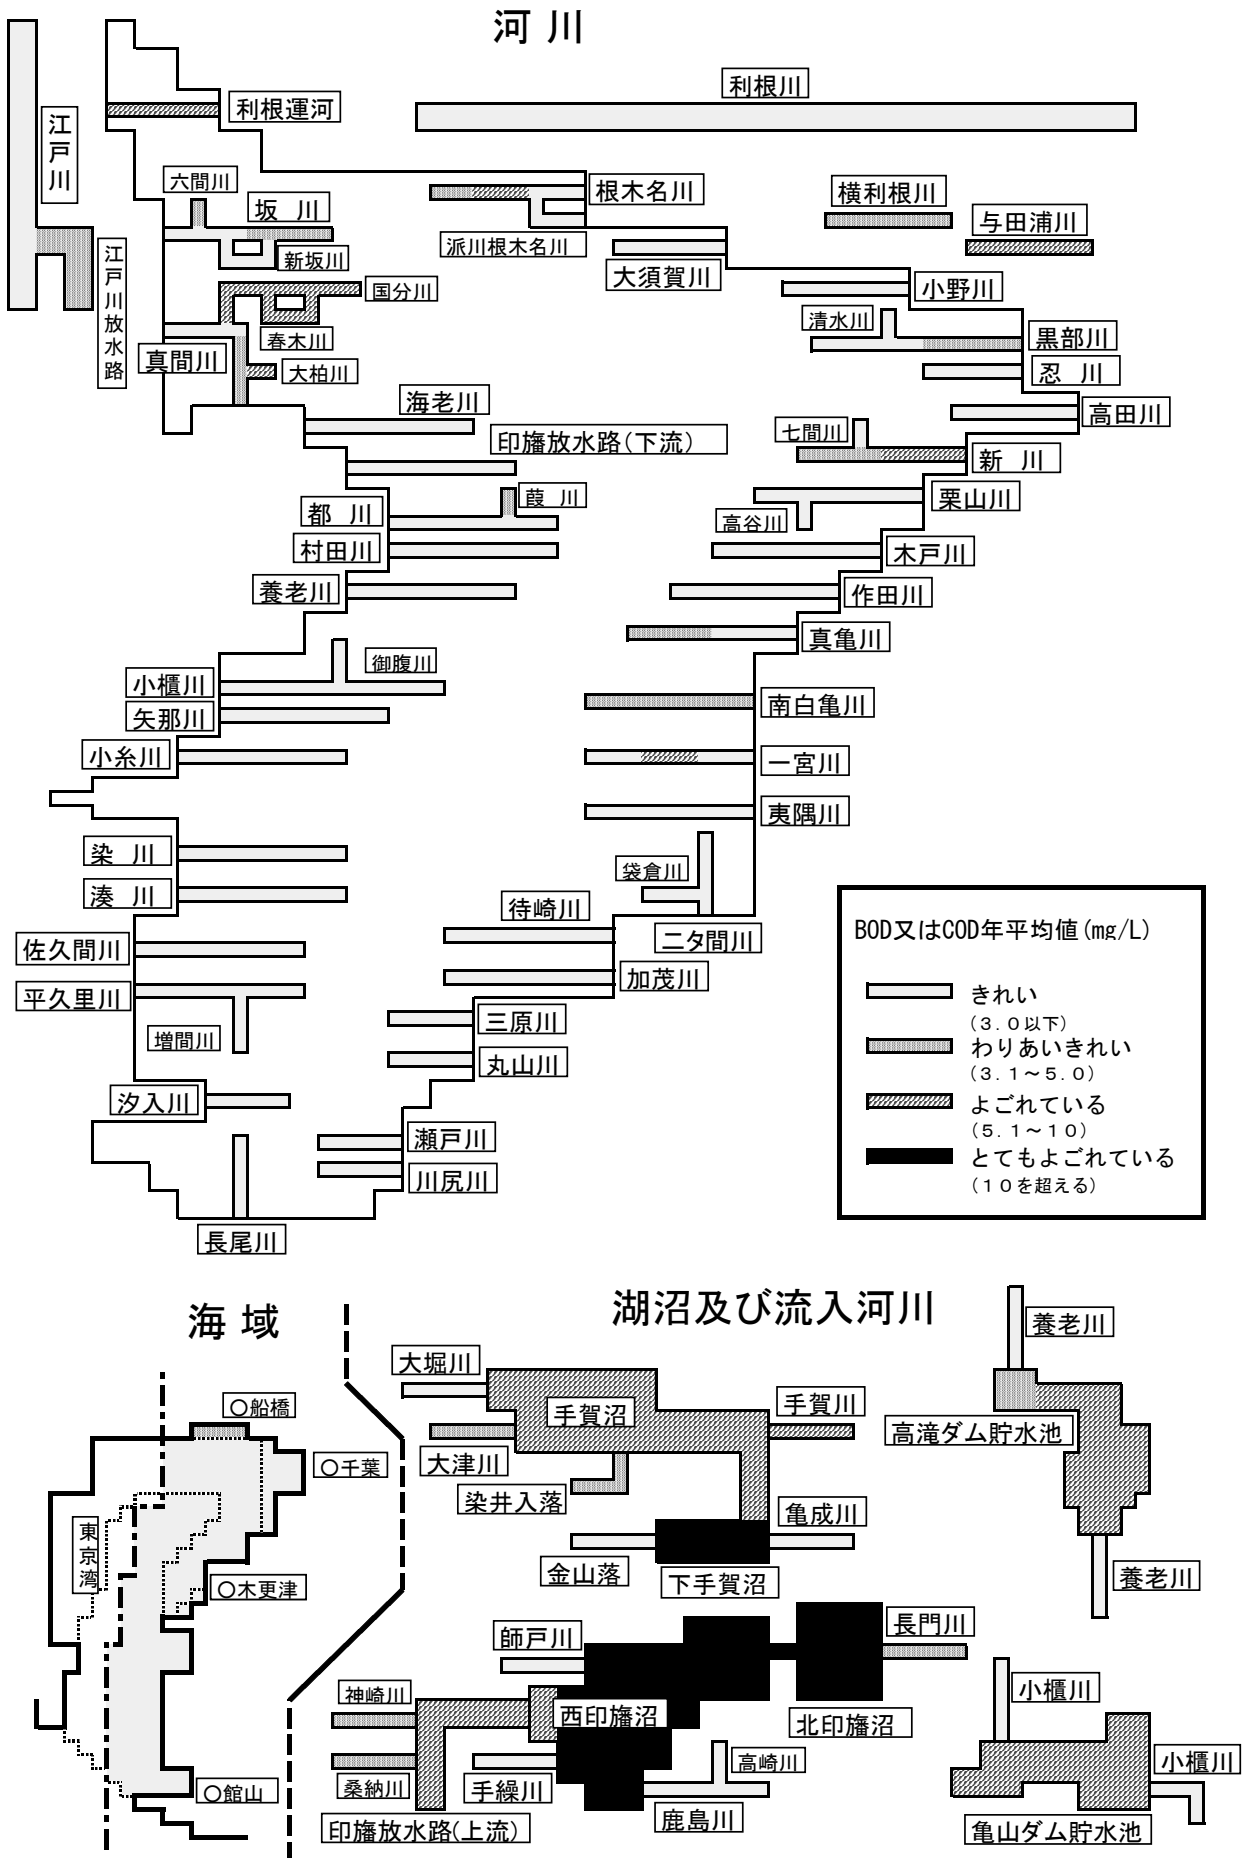 河川
利根川
利根運河
江戸川
六間川
坂　川
根木名川
横利根川
与田浦川
派川根木名川
新坂川
江戸川放水路
大須賀川
国分川
小野川
清水川
春木川
真間川
黒部川
大柏川
忍　川
海老川
高田川
印旛放水路(下流)
七間川
新　川
葭　川
都　川
栗山川
高谷川
村田川
木戸川
養老川
作田川
真亀川
御腹川
小櫃川
南白亀川
矢那川
小糸川
一宮川
夷隅川
染　川
袋倉川
湊　川
待崎川
二タ間川
佐久間川
加茂川
平久里川
三原川
増間川
丸山川
汐入川
瀬戸川
川尻川
長尾川
BOD又はCOD年平均値(mg/L)
きれい
(3.0以下)
わりあいきれい
(3.1～5.0)
よごれている
(5.1～10)
とてもよごれている
(10を超える)
海域
○船橋
○千葉
東京湾
○木更津
○館山
湖沼及び流入河川
大堀川
手賀沼
手賀川
大津川
染井入落
亀成川
金山落
下手賀沼
師戸川
長門川
神崎川
西印旛沼
北印旛沼
桑納川
手繰川
高崎川
印旛放水路(上流)
鹿島川
養老川
高滝ダム貯水池
養老川
小櫃川
小櫃川
亀山ダム貯水池